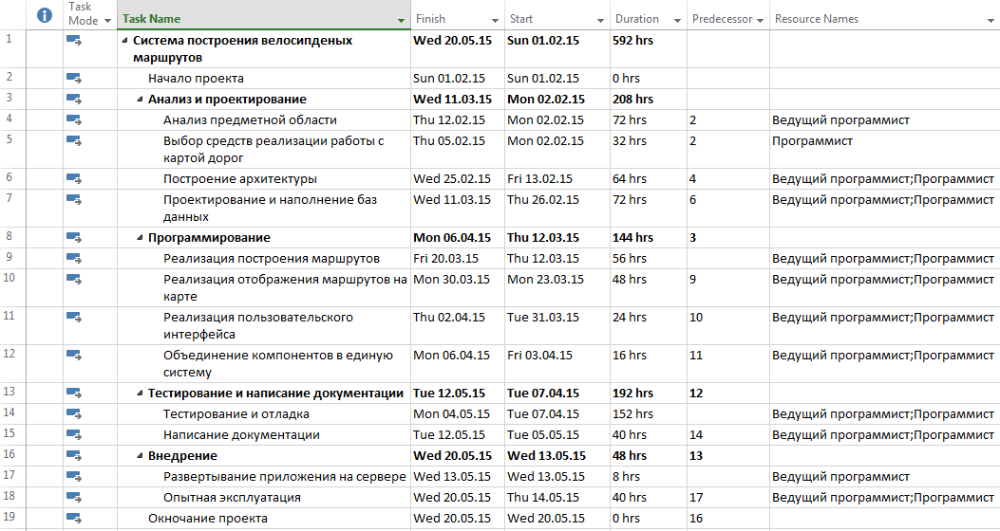 Task Mode Task Name Finish Start Duration Predecessor Resource Names
1 Система построения велосипденых маршрутов Wed 20.05.15 Sun 01.02.15 592 hrs
2 Начало проекта Sun 01.02.15 Sun 01.02.15 0 hrs
3 Анализ и проектирование Wed 11.03.15 Mon 02.02.15 208 hrs
4 Анализ предметной области Thu 12.02.15 Mon 02.02.15 72 hrs 2 Ведущий программист
5 Выбор средств реализации работы с картой дорог Thu 05.02.15 Mon 02.02.15 32 hrs 2 Программист
6 Построение архитектуры Wed 25.02.15 Fri 13.02.15 64 hrs 4 Ведущий программист;Программист
7 Проектирование и наполнение баз данных Wed 11.03.15 Thu 26.02.15 72 hrs 6 Ведущий программист;Программист
8 Программирование Mon 06.04.15 Thu 12.03.15 144 hrs 3
9 Реализация построения маршрутов Fri 20.03.15 Thu 12.03.15 56 hrs Ведущий программист;Программист
10 Реализация отображения маршрутов на карте Mon 30.03.15 Mon 23.03.15 48 hrs 9 Ведущий программист;Программист
11 Реализация пользовательского интерфейса Thu 02.04.15 Tue 31.03.15 24 hrs 10 Ведущий программист;Программист
12 Объединение компонентов в единую систему Mon 06.04.15 Fri 03.04.15 16 hrs 11 Ведущий программист;Программист
13 Тестирование и написание документации Tue 12.05.15 Tue 07.04.15 192 hrs 12
14 Тестирование и отладка Mon 04.05.15 Tue 07.04.15 152 hrs Ведущий программист;Программист
15 Написание документации Tue 12.05.15 Tue 05.05.15 40 hrs 14 Ведущий программист;Программист
16 Внедрение Wed 20.05.15 Wed 13.05.15 48 hrs 13
17 Развертывание приложения на сервере Wed 13.05.15 Wed 13.05.15 8 hrs Ведущий программист
18 Опытная эксплуатация Wed 20.05.15 Thu 14.05.15 40 hrs 17 Ведущий программист;Программист
19 Окночание проекта Wed 20.05.15 Wed 20.05.15 0 hrs 16